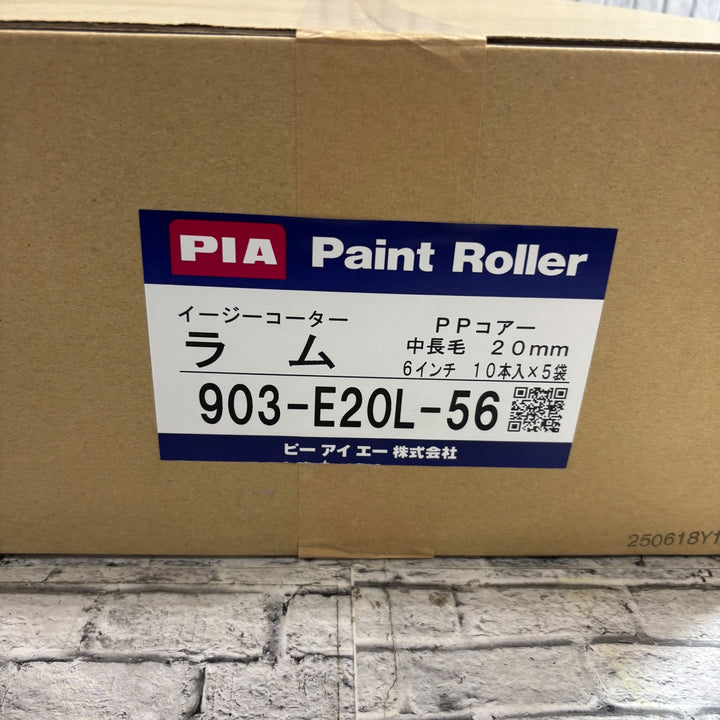 PIA Paint Roller
イージーコーター
ラム
PPコアー
中長毛 20mm
6インチ 10本入×5袋
903-E20L-56
ピー アイ エー 株式会社
250618Y1